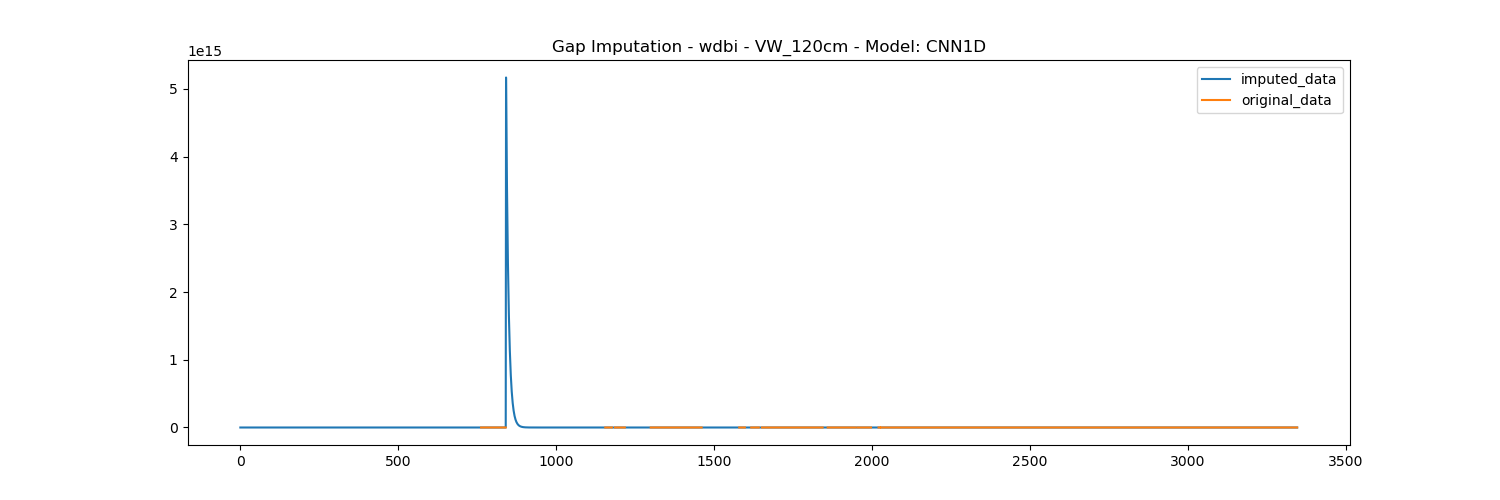 Gap Imputation - wdbi - VW_120cm - Model: CNN1D
1e15
imputed_data
original_data
5
4
3
2
1
0
0 500 1000 1500 2000 2500 3000 3500